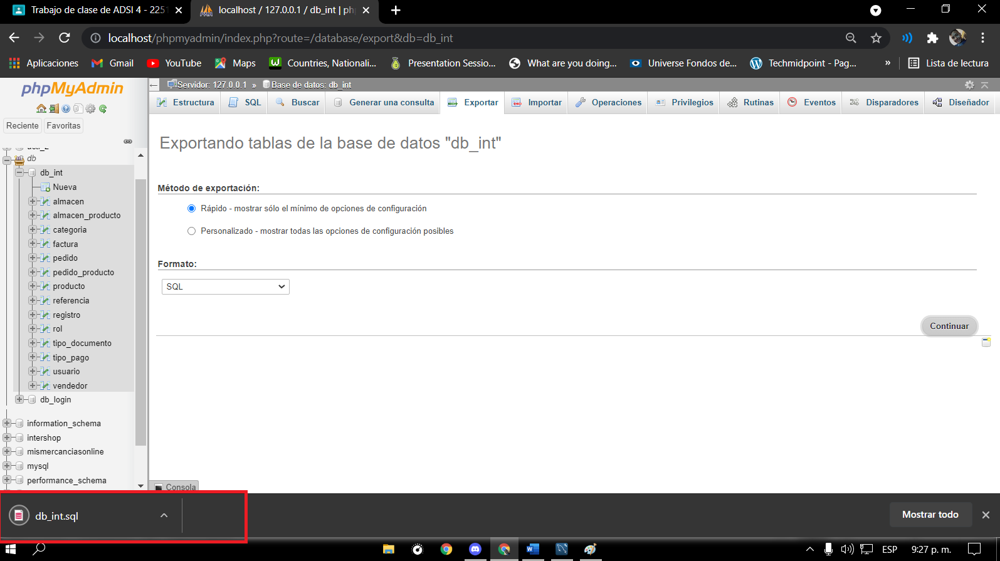 Trabajo de clase de ADSI 4 - 2251
localhost / 127.0.0.1 / db_int | ph
localhost/phpmyadmin/index.php?route=/database/export&db=db_int
Aplicaciones
Gmail
YouTube
Maps
Countries, Nationali...
Presentation Sessio...
What are you doing...
Universe Fondos de...
Techmidpoint - Pag...
»
Lista de lectura
phpMyAdmin
Reciente
Favoritas
db
db_int
Nueva
almacen
almacen_producto
categoria
factura
pedido
pedido_producto
producto
referencia
registro
rol
tipo_documento
tipo_pago
usuario
vendedor
db_login
information_schema
intershop
mismercanciasonline
mysql
performance_schema
Servidor: 127.0.0.1 » Base de datos: db_int
Estructura
SQL
Buscar
Generar una consulta
Exportar
Importar
Operaciones
Privilegios
Rutinas
Eventos
Disparadores
Diseñador
Exportando tablas de la base de datos "db_int"
Método de exportación:
Rápido - mostrar sólo el mínimo de opciones de configuración
Personalizado - mostrar todas las opciones de configuración posibles
Formato:
SQL
Continuar
Consola
db_int.sql
Mostrar todo
ESP
9:27 p. m.